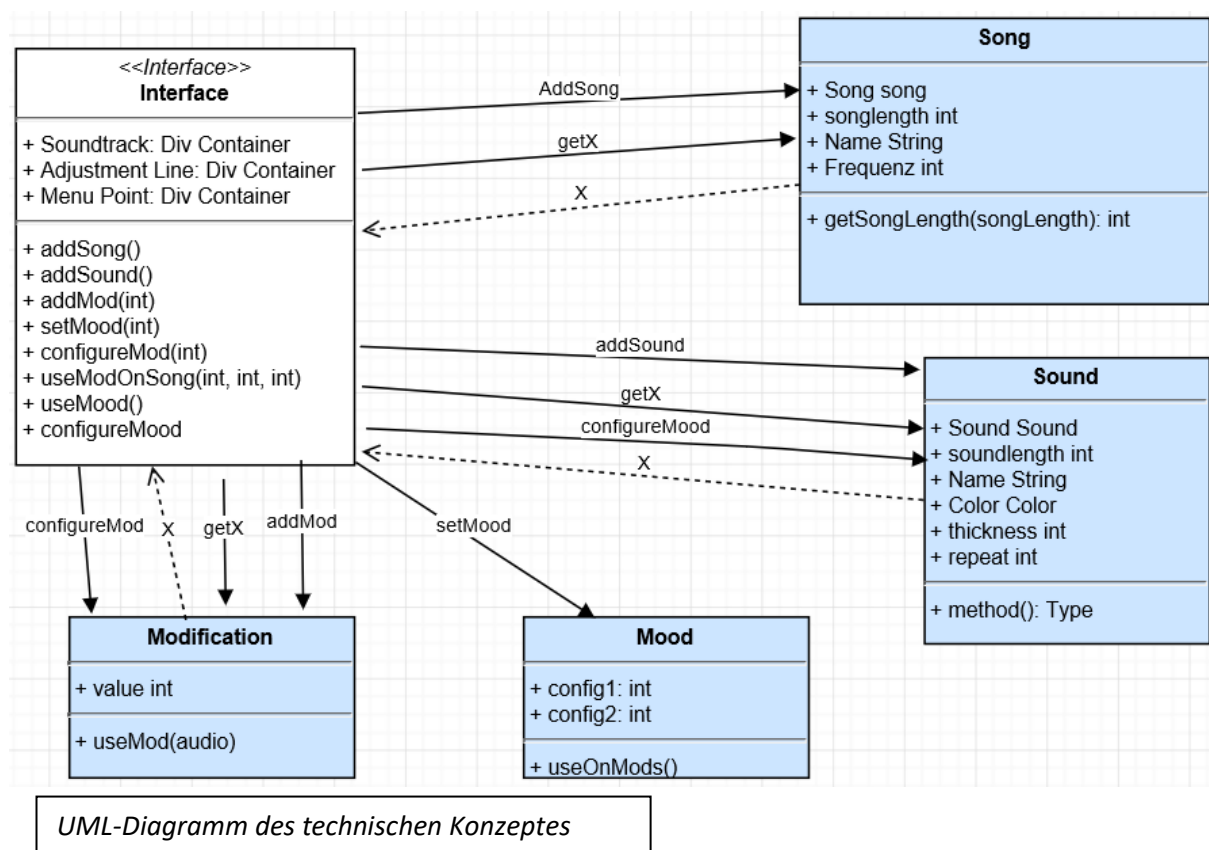 <<Interface>>
Interface
+ Soundtrack: Div Container
+ Adjustment Line: Div Container
+ Menu Point: Div Container
+ addSong()
+ addSound()
+ addMod(int)
+ setMood(int)
+ configureMod(int)
+ useModOnSong(int, int, int)
+ useMood()
+ configureMood
AddSong
getX
X
Song
+ Song song
+ songlength int
+ Name String
+ Frequenz int
+ getSongLength(songLength): int
addSound
getX
configureMood
X
Sound
+ Sound Sound
+ soundlength int
+ Name String
+ Color Color
+ thickness int
+ repeat int
+ method(): Type
configureMod
X
getX
addMod
setMood
Modification
+ value int
+ useMod(audio)
Mood
+ config1: int
+ config2: int
+ useOnMods()
UML-Diagramm des technischen Konzeptes